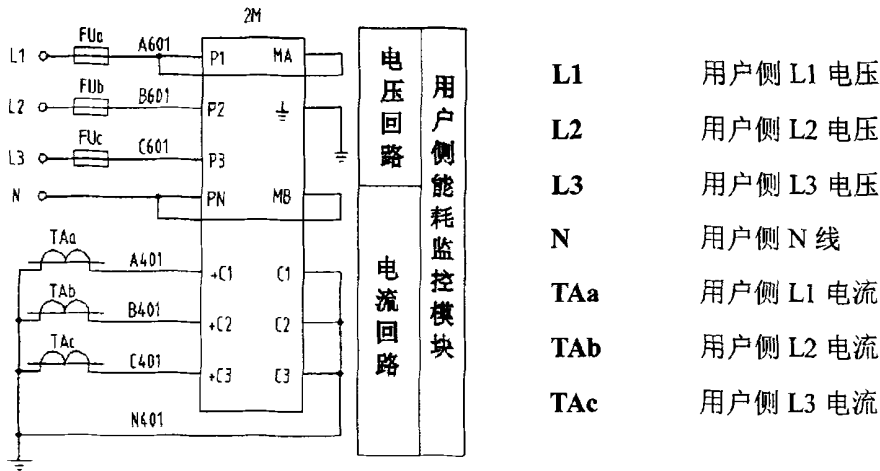 2M
L1
FUa
A601
P1
MA
L2
FUb
B601
P2
L3
FUc
C601
P3
N
PN
MB
TAa
A401
+C1
C1
TAb
B401
+C2
C2
TAc
C401
+C3
C3
N601
电压回路
电流回路
用户侧能耗监控模块
L1 用户侧 L1 电压
L2 用户侧 L2 电压
L3 用户侧 L3 电压
N 用户侧 N 线
TAa 用户侧 L1 电流
TAb 用户侧 L2 电流
TAc 用户侧 L3 电流